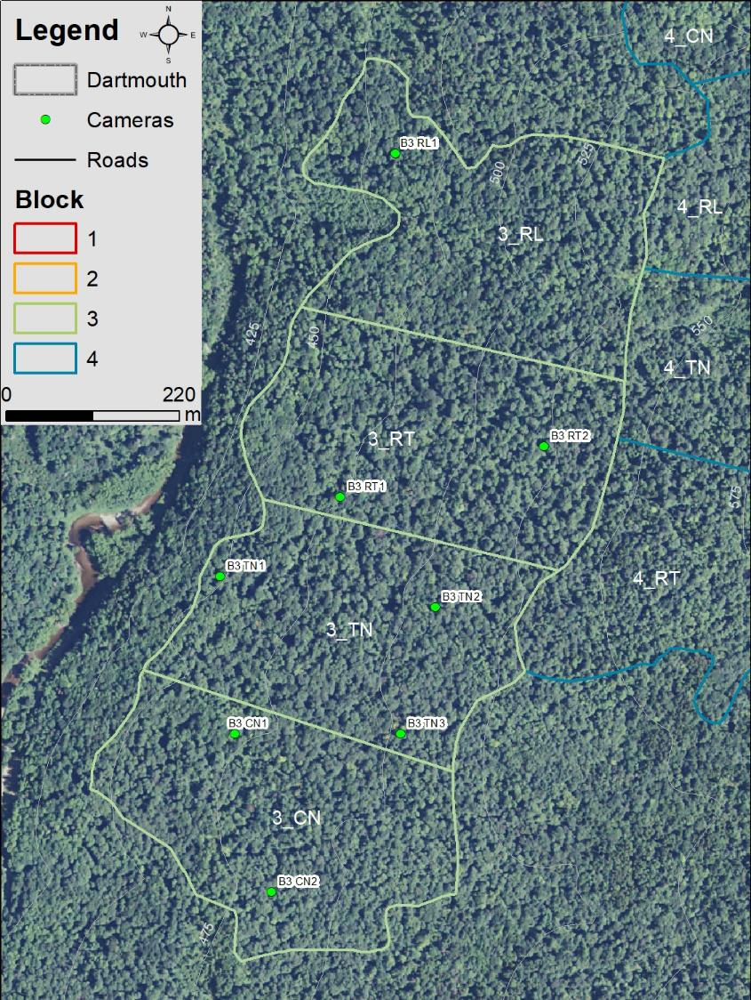 Legend
N
W E
S
Dartmouth
Cameras
Roads
Block
1
2
3
4
0 220
m
4_CN
B3 RL1
525
500
4_RL
3_RL
550
425
450
4_TN
3_RT
B3 RT2
B3 RT1
575
B3 TN1
4_RT
B3 TN2
3_TN
B3 CN1
B3 TN3
3_CN
B3 CN2
475